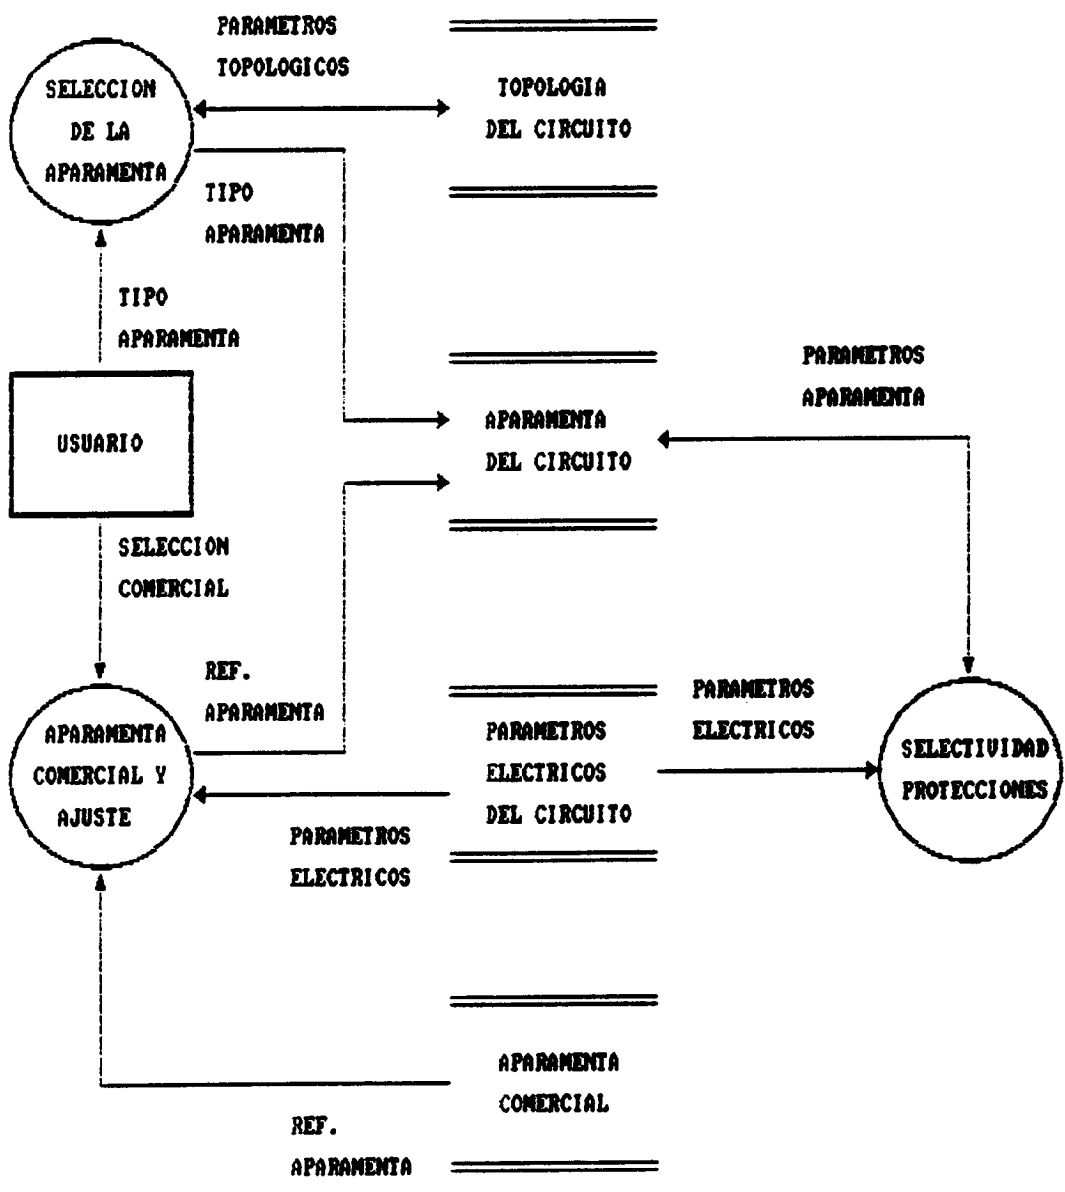 PARAMETROS
TOPOLOGICOS
SELECCION
DE LA
APARAMENTA
TOPOLOGIA
DEL CIRCUITO
TIPO
APARAMENTA
TIPO
APARAMENTA
PARAMETROS
APARAMENTA
USUARIO
APARAMENTA
DEL CIRCUITO
SELECCION
COMERCIAL
REF.
APARAMENTA
PARAMETROS
ELECTRICOS
APARAMENTA
COMERCIAL Y
AJUSTE
PARAMETROS
ELECTRICOS
DEL CIRCUITO
SELECTIVIDAD
PROTECCIONES
PARAMETROS
ELECTRICOS
APARAMENTA
COMERCIAL
REF.
APARAMENTA